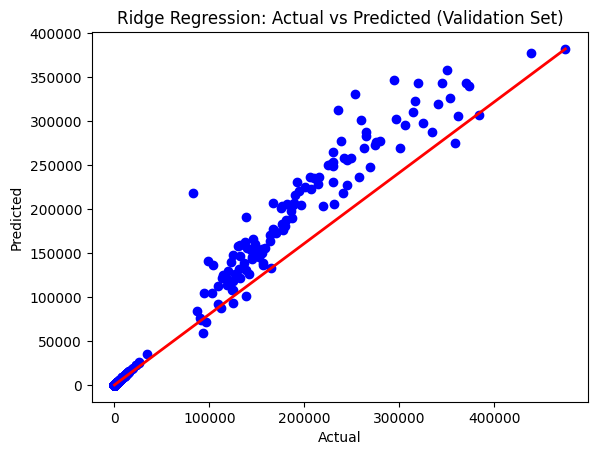 Ridge Regression: Actual vs Predicted (Validation Set)
400000
350000
300000
250000
200000
150000
100000
50000
0
Predicted
0 100000 200000 300000 400000
Actual